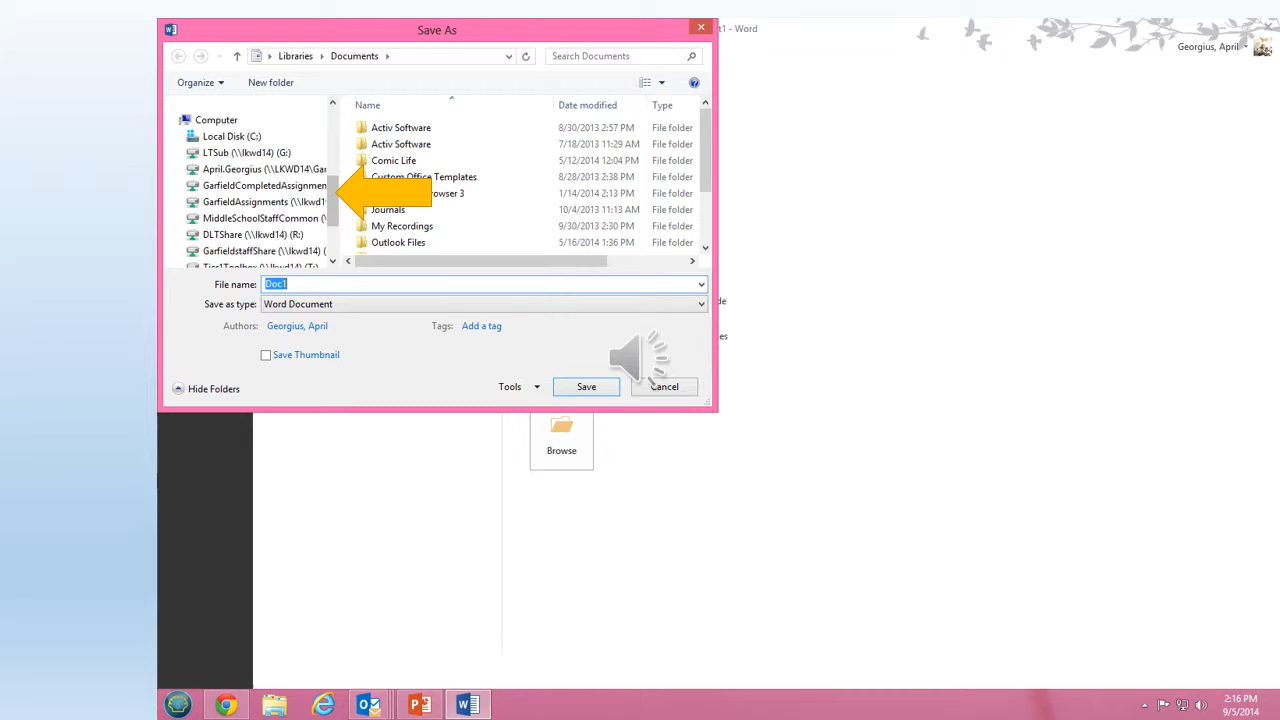 Save As
t1 - Word
Georgius, April
Libraries
Documents
Search Documents
Organize
New folder
Name
Date modified
Type
Computer
Local Disk (C:)
LTSub (\\lkwd14) (G:)
April.Georgius (\\LKWD14\Gar
GarfieldCompletedAssignmen
GarfieldAssignments (\\lkwd1
MiddleSchoolStaffCommon (
DLTShare (\\lkwd14) (R:)
GarfieldstaffShare (\\lkwd14) (
Activ Software 8/30/2013 2:57 PM File folder
Activ Software 7/18/2013 11:29 AM File folder
Comic Life 5/12/2014 12:04 PM File folder
Custom Office Templates 8/28/2013 2:38 PM File folder
rowser 3 1/14/2014 2:13 PM File folder
Journals 10/4/2013 11:13 AM File folder
My Recordings 9/30/2013 2:30 PM File folder
Outlook Files 5/16/2014 1:36 PM File folder
File name: Doc1
Save as type: Word Document
Authors: Georgius, April
Tags: Add a tag
Save Thumbnail
Hide Folders
Tools
Save
Cancel
de
es
Browse
2:16 PM
9/5/2014